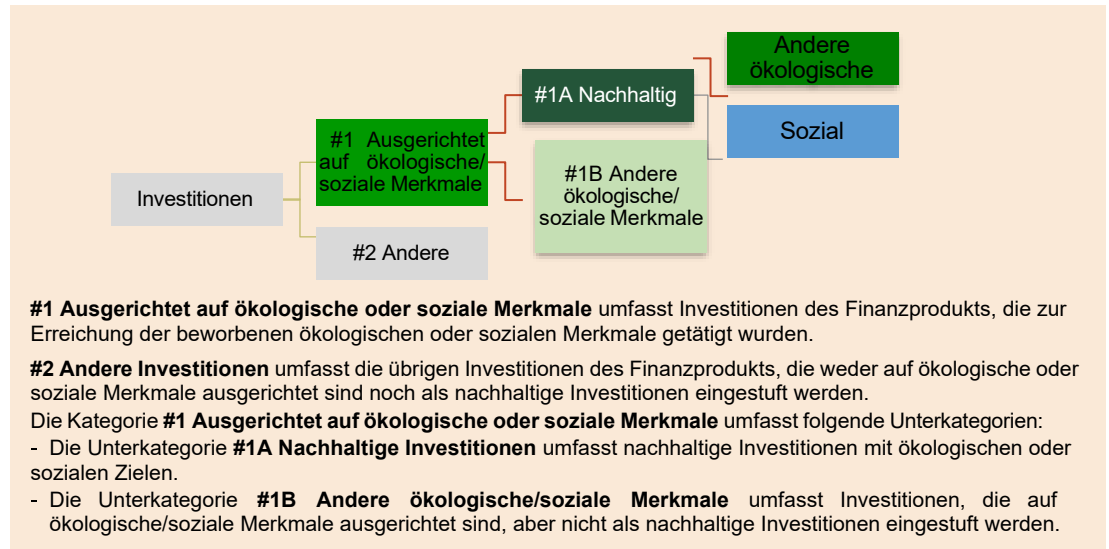 Andere
ökologische
#1A Nachhaltig
Sozial
#1 Ausgerichtet
auf ökologische/
soziale Merkmale
#1B Andere
ökologische/
soziale Merkmale
Investitionen
#2 Andere
#1 Ausgerichtet auf ökologische oder soziale Merkmale umfasst Investitionen des Finanzprodukts, die zur
Erreichung der beworbenen ökologischen oder sozialen Merkmale getätigt wurden.
#2 Andere Investitionen umfasst die übrigen Investitionen des Finanzprodukts, die weder auf ökologische oder
soziale Merkmale ausgerichtet sind noch als nachhaltige Investitionen eingestuft werden.
Die Kategorie #1 Ausgerichtet auf ökologische oder soziale Merkmale umfasst folgende Unterkategorien:
- Die Unterkategorie #1A Nachhaltige Investitionen umfasst nachhaltige Investitionen mit ökologischen oder
sozialen Zielen.
- Die Unterkategorie #1B Andere ökologische/soziale Merkmale umfasst Investitionen, die auf
ökologische/soziale Merkmale ausgerichtet sind, aber nicht als nachhaltige Investitionen eingestuft werden.